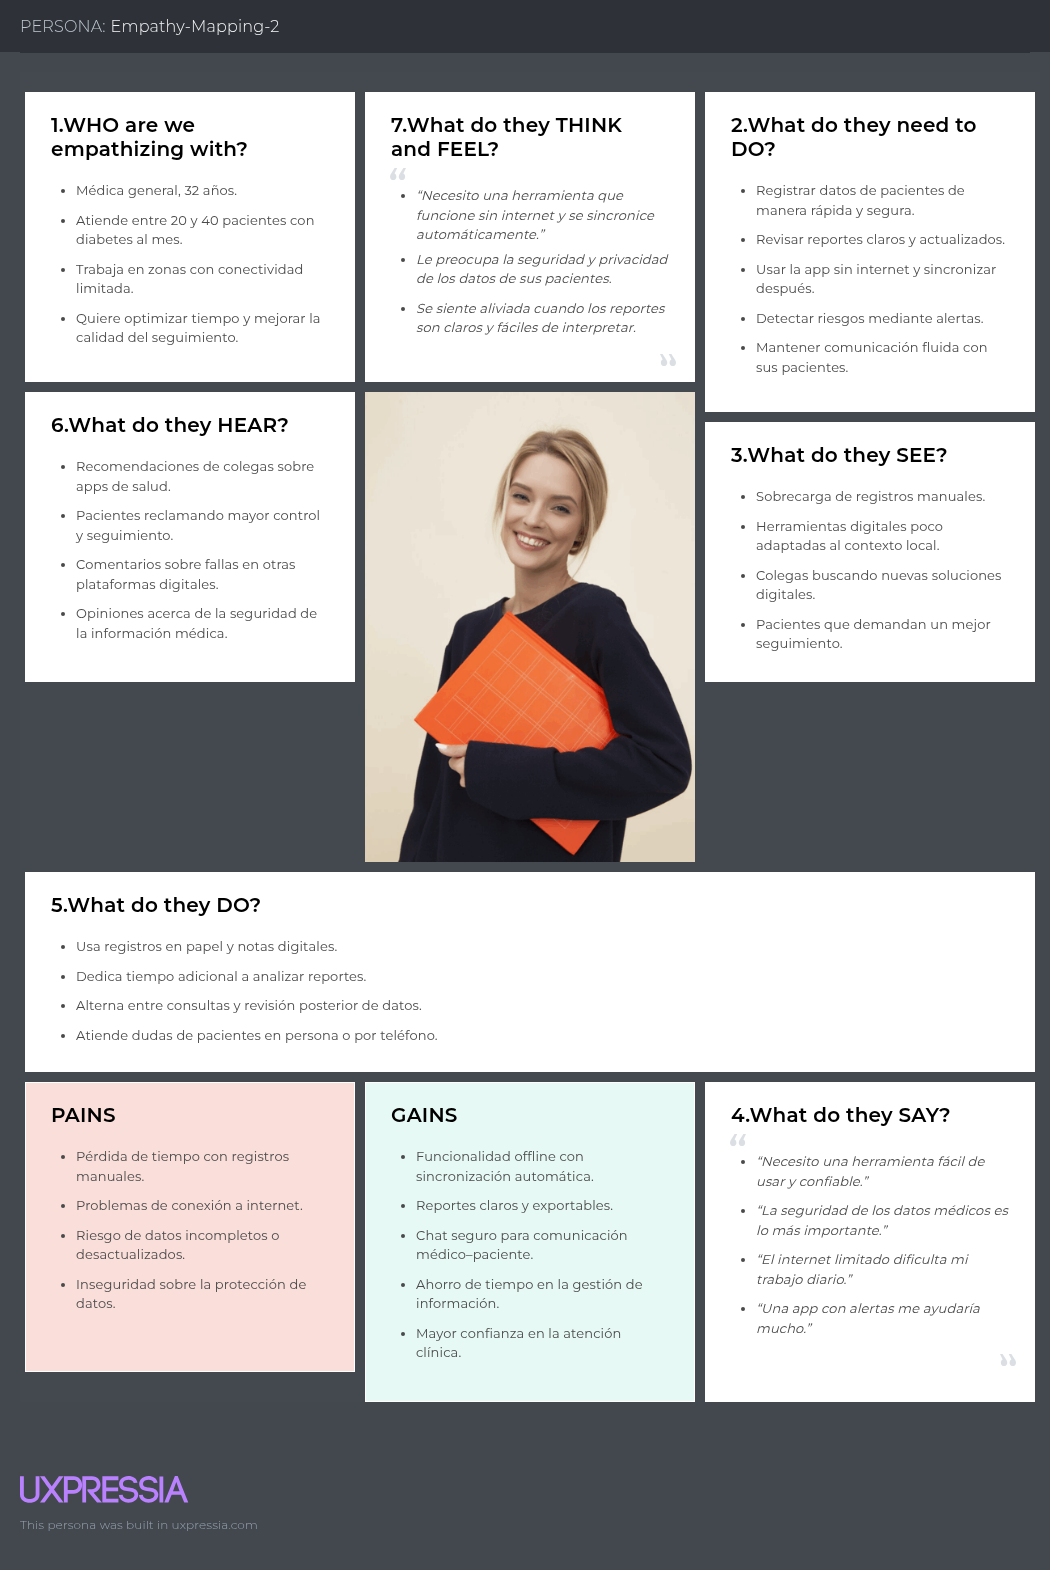 PERSONA: Empathy-Mapping-2
1.WHO are we
empathizing with?
• Médica general, 32 años.
• Atiende entre 20 y 40 pacientes con
diabetes al mes.
• Trabaja en zonas con conectividad
limitada.
• Quiere optimizar tiempo y mejorar la
calidad del seguimiento.
7.What do they THINK
and FEEL?
“
• “Necesito una herramienta que
funcione sin internet y se sincronice
automáticamente.”
• Le preocupa la seguridad y privacidad
de los datos de sus pacientes.
• Se siente aliviada cuando los reportes
son claros y fáciles de interpretar.
”
2.What do they need to
DO?
• Registrar datos de pacientes de
manera rápida y segura.
• Revisar reportes claros y actualizados.
• Usar la app sin internet y sincronizar
después.
• Detectar riesgos mediante alertas.
• Mantener comunicación fluida con
sus pacientes.
6.What do they HEAR?
• Recomendaciones de colegas sobre
apps de salud.
• Pacientes reclamando mayor control
y seguimiento.
• Comentarios sobre fallas en otras
plataformas digitales.
• Opiniones acerca de la seguridad de
la información médica.
3.What do they SEE?
• Sobrecarga de registros manuales.
• Herramientas digitales poco
adaptadas al contexto local.
• Colegas buscando nuevas soluciones
digitales.
• Pacientes que demandan un mejor
seguimiento.
5.What do they DO?
• Usa registros en papel y notas digitales.
• Dedica tiempo adicional a analizar reportes.
• Alterna entre consultas y revisión posterior de datos.
• Atiende dudas de pacientes en persona o por teléfono.
PAINS
• Pérdida de tiempo con registros
manuales.
• Problemas de conexión a internet.
• Riesgo de datos incompletos o
desactualizados.
• Inseguridad sobre la protección de
datos.
GAINS
• Funcionalidad offline con
sincronización automática.
• Reportes claros y exportables.
• Chat seguro para comunicación
médico–paciente.
• Ahorro de tiempo en la gestión de
información.
• Mayor confianza en la atención
clínica.
4.What do they SAY?
“
• “Necesito una herramienta fácil de
usar y confiable.”
• “La seguridad de los datos médicos es
lo más importante.”
• “El internet limitado dificulta mi
trabajo diario.”
• “Una app con alertas me ayudaría
mucho.”
”
UXPRESSIA
This persona was built in uxpressia.com